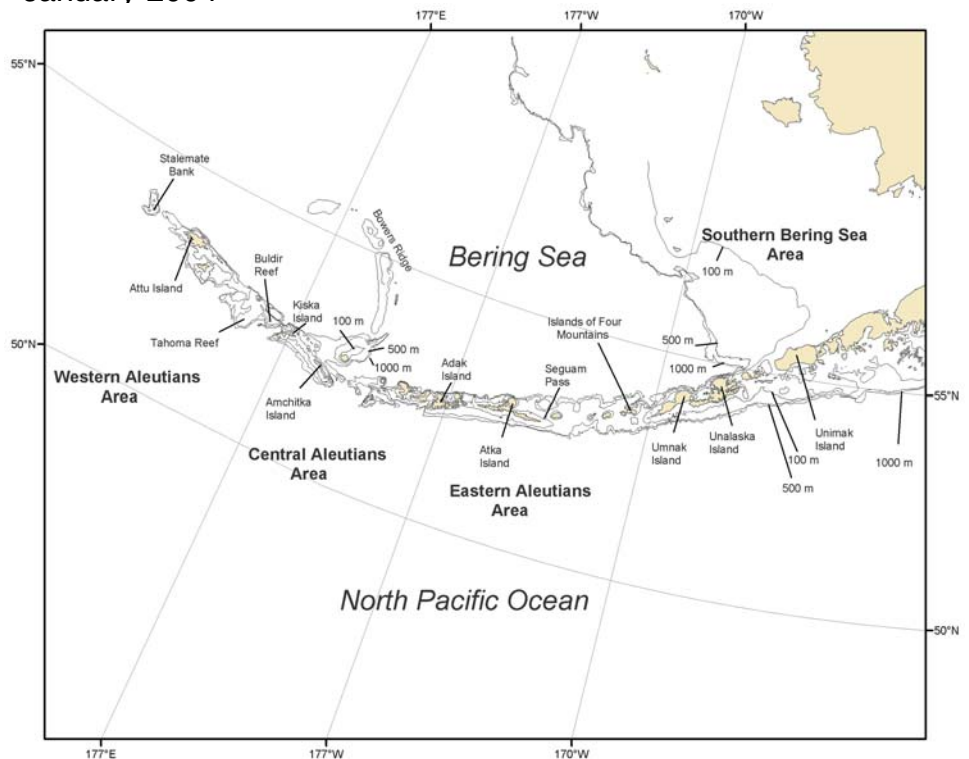 177°E
177°W
170°W
55°N
Stalemate
Bank
Bowers Ridge
Bering Sea
Southern Bering Sea
Area
100 m
Attu Island
Buldir
Reef
Kiska
Island
Tahoma Reef
100 m
500 m
1000 m
Islands of Four
Mountains
500 m
1000 m
50°N
Western Aleutians
Area
Amchitka
Island
Adak
Island
Seguam
Pass
55°N
Central Aleutians
Area
Atka
Island
Umnak
Island
Unalaska
Island
Unimak
Island
100 m
500 m
1000 m
Eastern Aleutians
Area
North Pacific Ocean
50°N
177°E
177°W
170°W